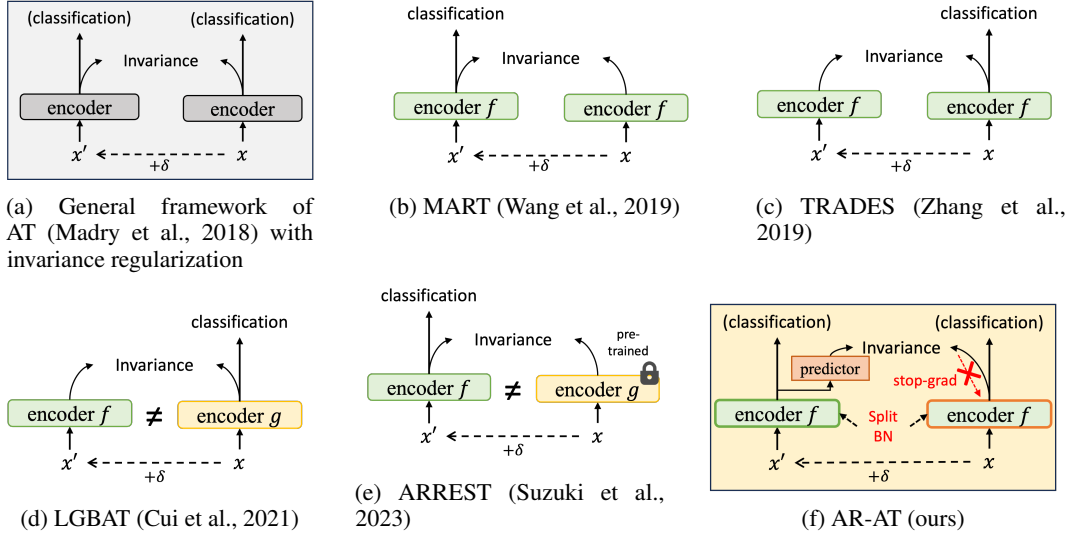 (classification) (classification)
Invariance
encoder encoder
x′ +δ x
(a) General framework of
AT (Madry et al., 2018) with
invariance regularization
classification
Invariance
encoder f encoder f
x′ +δ x
(b) MART (Wang et al., 2019)
classification
Invariance
encoder f encoder f
x′ +δ x
(c) TRADES (Zhang et al.,
2019)
classification
Invariance
encoder f ≠ encoder g
x′ +δ x
(d) LGBAT (Cui et al., 2021)
classification
Invariance
pre-
trained
encoder f ≠ encoder g
x′ +δ x
(e) ARREST (Suzuki et al.,
2023)
(classification) (classification)
Invariance
predictor
stop-grad
encoder f Split encoder f
BN
x′ +δ x
(f) AR-AT (ours)